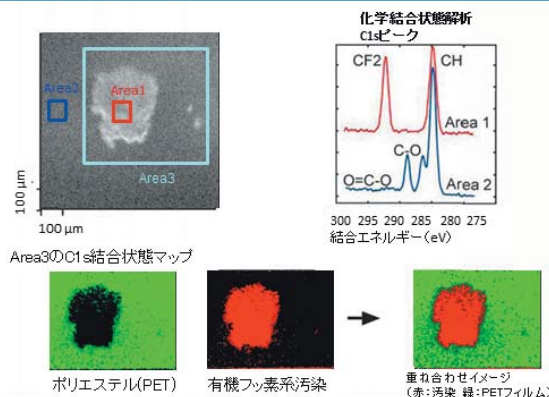 化学結合状態解析
C1sピーク
Area2
Area1
Area3
100 µm
100 µm
CF2
CH
Area 1
C-O
O=C-O
Area 2
300 295 290 285 280 275
結合エネルギー(eV)
Area3のC1s結合状態マップ
ポリエステル(PET)
有機フッ素系汚染
重ね合わせイメージ
(赤:汚染 緑:PETフィルム)